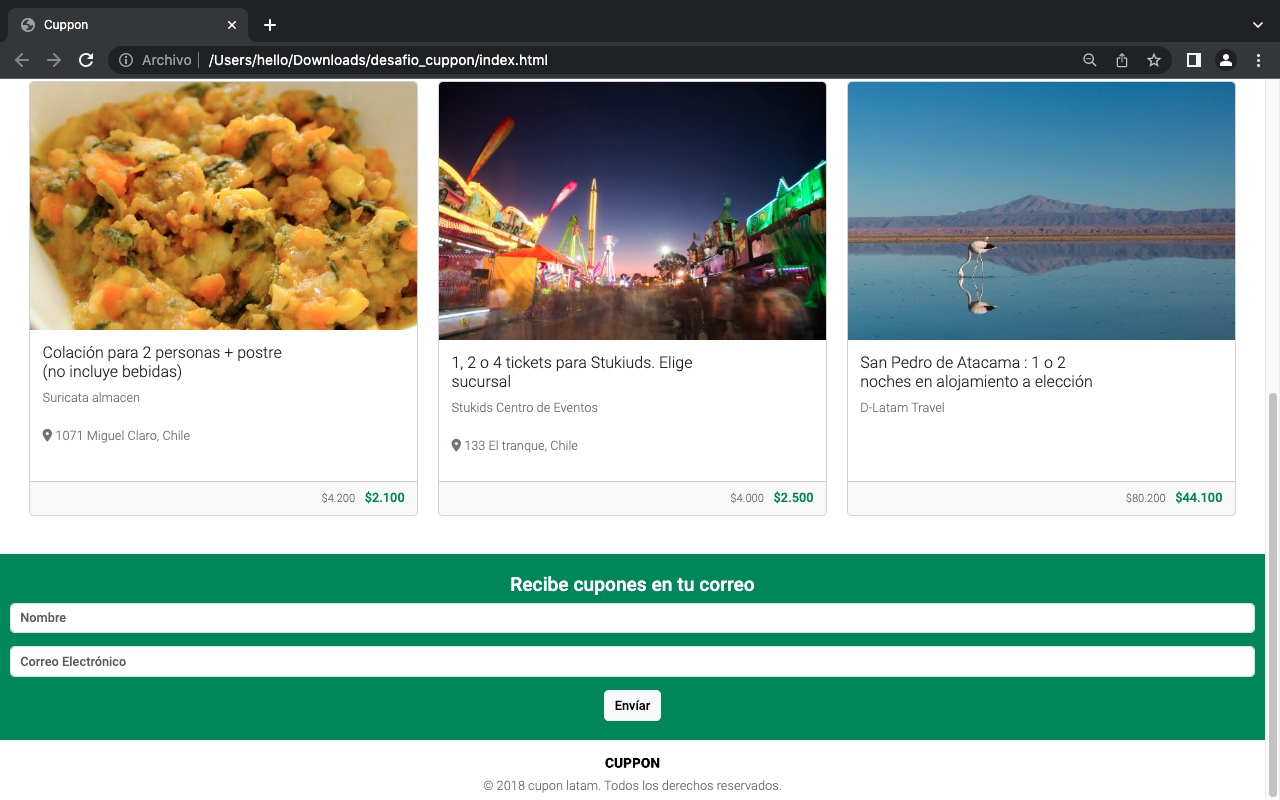 Cuppon
Archivo /Users/hello/Downloads/desafio_cuppon/index.html
Colación para 2 personas + postre
(no incluye bebidas)
Suricata almacen
1071 Miguel Claro, Chile
$4.200 $2.100
1, 2 o 4 tickets para Stukiuds. Elige
sucursal
Stukids Centro de Eventos
133 El tranque, Chile
$4.000 $2.500
San Pedro de Atacama : 1 o 2
noches en alojamiento a elección
D-Latam Travel
$80.200 $44.100
Recibe cupones en tu correo
Nombre
Correo Electrónico
Envíar
CUPPON
© 2018 cupon latam. Todos los derechos reservados.